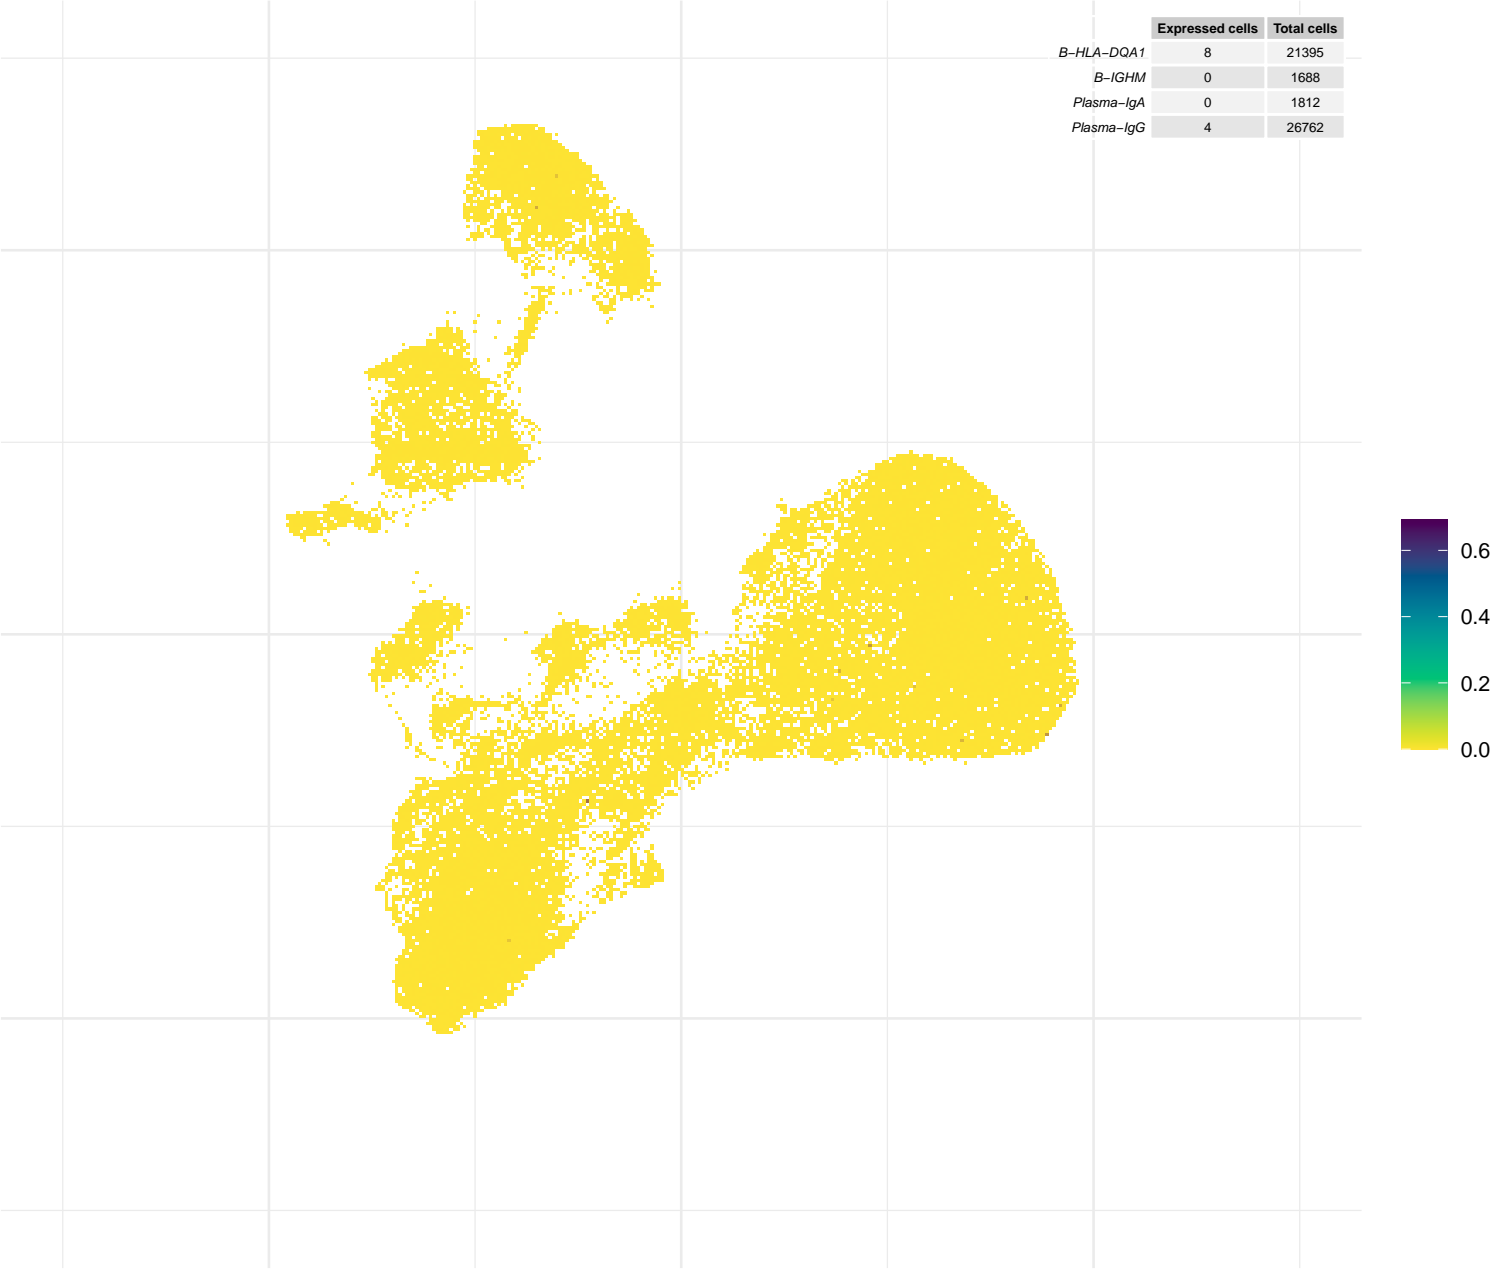 Expressed cells Total cells
B−HLA−DQA1 8 21395
B−IGHM 0 1688
Plasma−IgA 0 1812
Plasma−IgG 4 26762
0.6
0.4
0.2
0.0